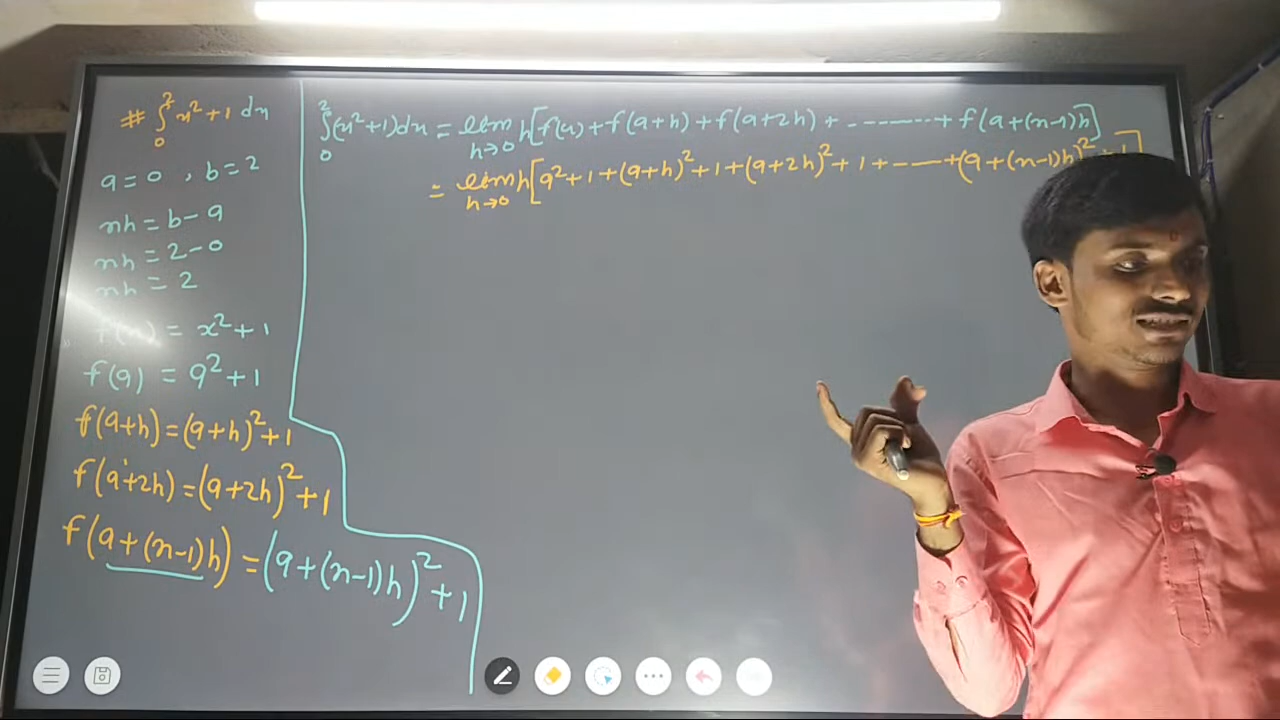 # ∫₀² x² + 1 dx
a = 0 , b = 2
nh = b - a
nh = 2 - 0
nh = 2
f(x) = x² + 1
f(a) = a² + 1
f(a+h) = (a+h)² + 1
f(a+2h) = (a+2h)² + 1
f(a+(n-1)h) = (a+(n-1)h)² + 1
∫₀² (x²+1)dx = lim h→0 h[f(a) + f(a+h) + f(a+2h) + ------- + f(a+(n-1)h]
= lim h→0 h[a²+1 + (a+h)²+1 + (a+2h)²+1 + ---- + (a+(n-1)h)²+1]